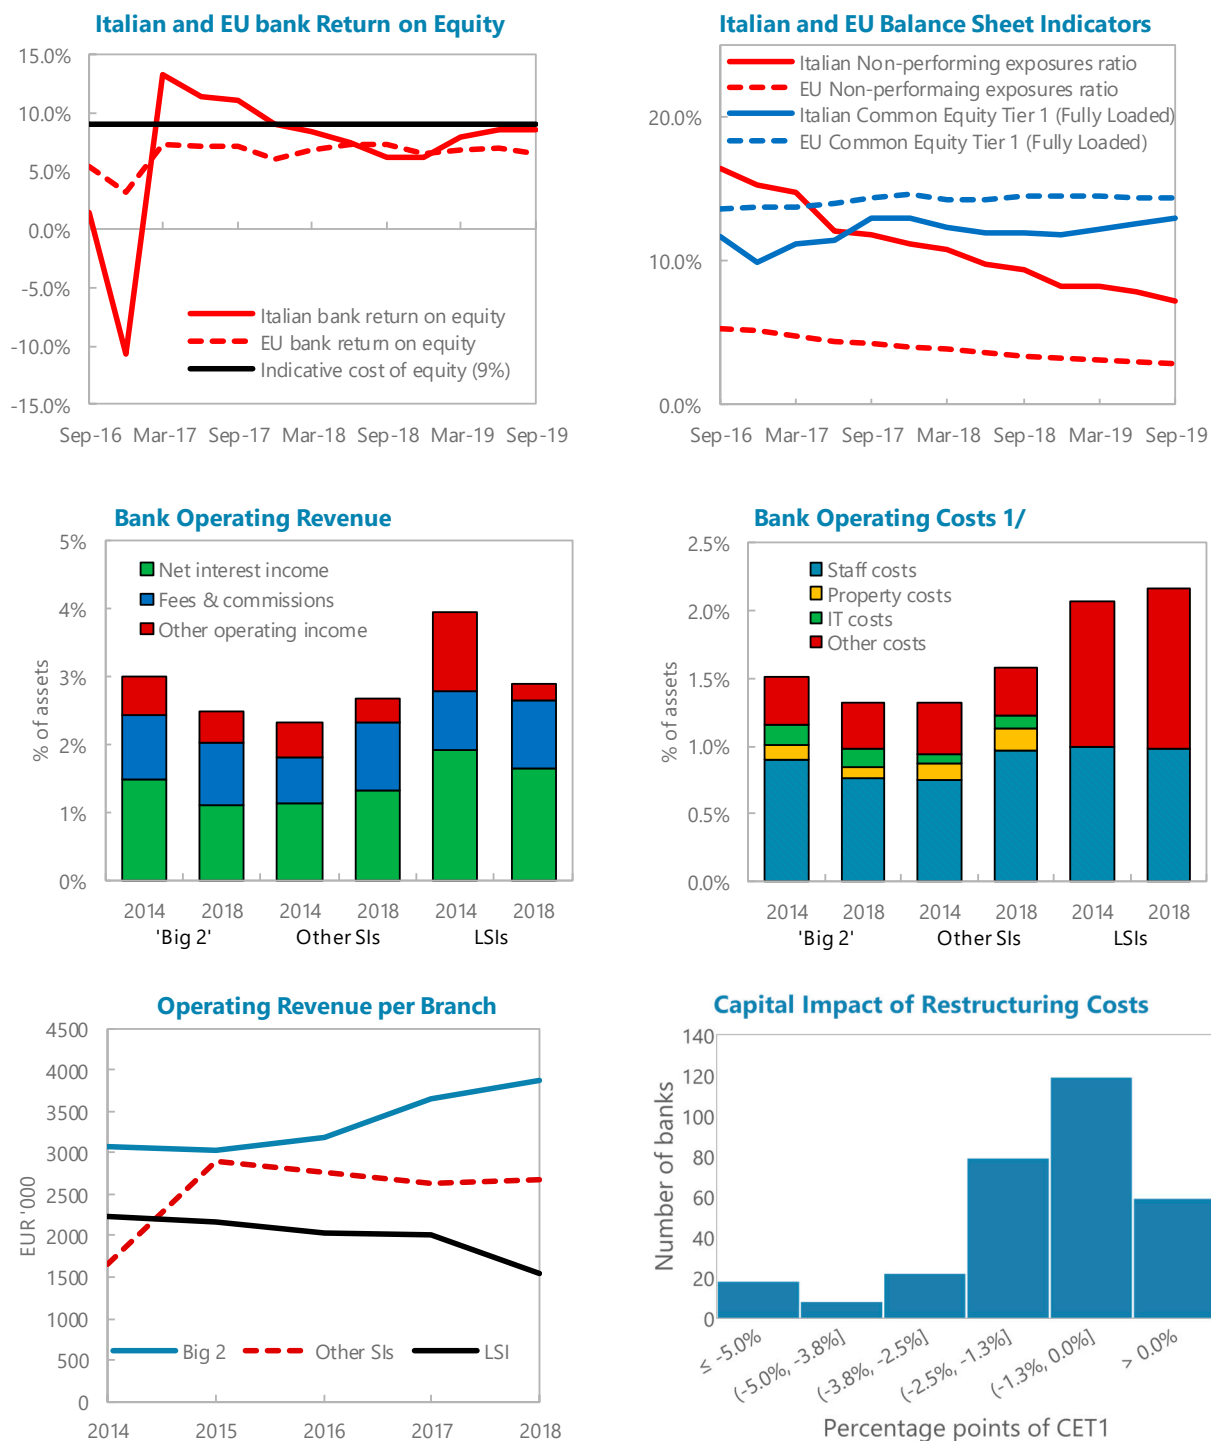 Italian and EU bank Return on Equity
15.0%
10.0%
5.0%
0.0%
-5.0%
-10.0%
-15.0%
Italian bank return on equity
EU bank return on equity
Indicative cost of equity (9%)
Sep-16 Mar-17 Sep-17 Mar-18 Sep-18 Mar-19 Sep-19
Italian and EU Balance Sheet Indicators
Italian Non-performing exposures ratio
EU Non-performaing exposures ratio
Italian Common Equity Tier 1 (Fully Loaded)
EU Common Equity Tier 1 (Fully Loaded)
20.0%
10.0%
0.0%
Sep-16 Mar-17 Sep-17 Mar-18 Sep-18 Mar-19 Sep-19
Bank Operating Revenue
5%
4%
3%
2%
1%
0%
% of assets
Net interest income
Fees & commissions
Other operating income
2014 2018 2014 2018 2014 2018
'Big 2' Other SIs LSIs
Bank Operating Costs 1/
2.5%
2.0%
1.5%
1.0%
0.5%
0.0%
% of assets
Staff costs
Property costs
IT costs
Other costs
2014 2018 2014 2018 2014 2018
'Big 2' Other SIs LSIs
Operating Revenue per Branch
4500
4000
3500
3000
2500
2000
1500
1000
500
0
EUR '000
Big 2 Other SIs LSI
2014 2015 2016 2017 2018
Capital Impact of Restructuring Costs
140
120
100
80
60
40
20
0
Number of banks
≤ -5.0%
(-5.0%, -3.8%]
(-3.8%, -2.5%]
(-2.5%, -1.3%]
(-1.3%, 0.0%]
> 0.0%
Percentage points of CET1